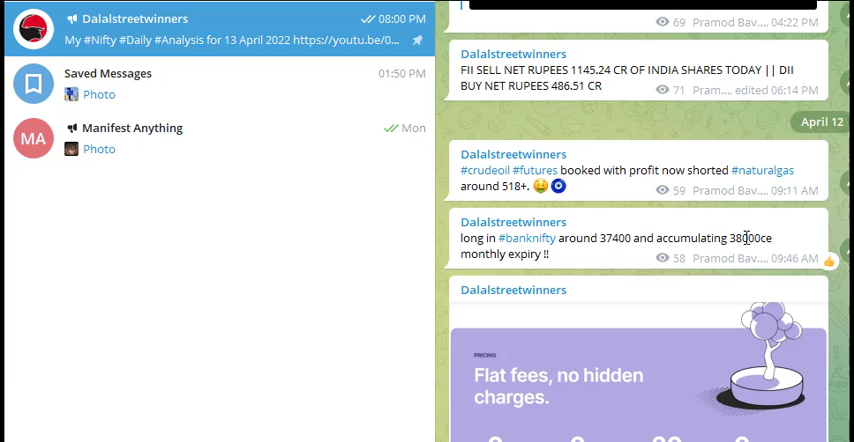 Dalalstreetwinners
08:00 PM
My #Nifty #Daily #Analysis for 13 April 2022 https://youtu.be/0...
Saved Messages
01:50 PM
Photo
MA
Manifest Anything
Mon
Photo
69 Pramod Bav..., 04:22 PM
Dalalstreetwinners
FII SELL NET RUPEES 1145.24 CR OF INDIA SHARES TODAY || DII
BUY NET RUPEES 486.51 CR
71 Pram..., edited 06:14 PM
April 12
Dalalstreetwinners
#crudeoil #futures booked with profit now shorted #naturalgas
around 518+.
59 Pramod Bav..., 09:11 AM
Dalalstreetwinners
long in #banknifty around 37400 and accumulating 38000ce
monthly expiry !!
58 Pramod Bav..., 09:46 AM
Dalalstreetwinners
PRICING
Flat fees, no hidden
charges.